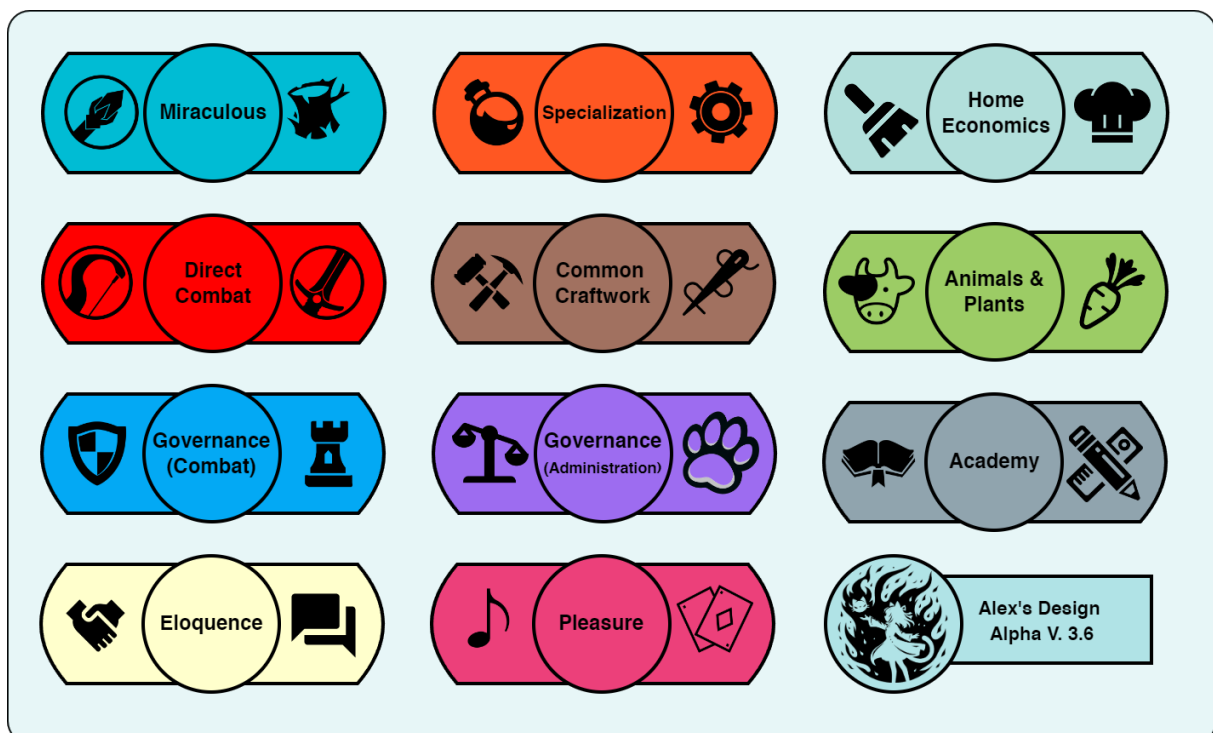 Miraculous
Specialization
Home
Economics
Direct
Combat
Common
Craftwork
Animals &
Plants
Governance
(Combat)
Governance
(Administration)
Academy
Eloquence
Pleasure
Alex's Design
Alpha V. 3.6